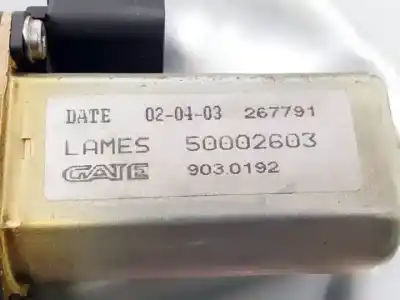 DATE 02-04-03 267791
LAMES 50002603
GATE 903.0192